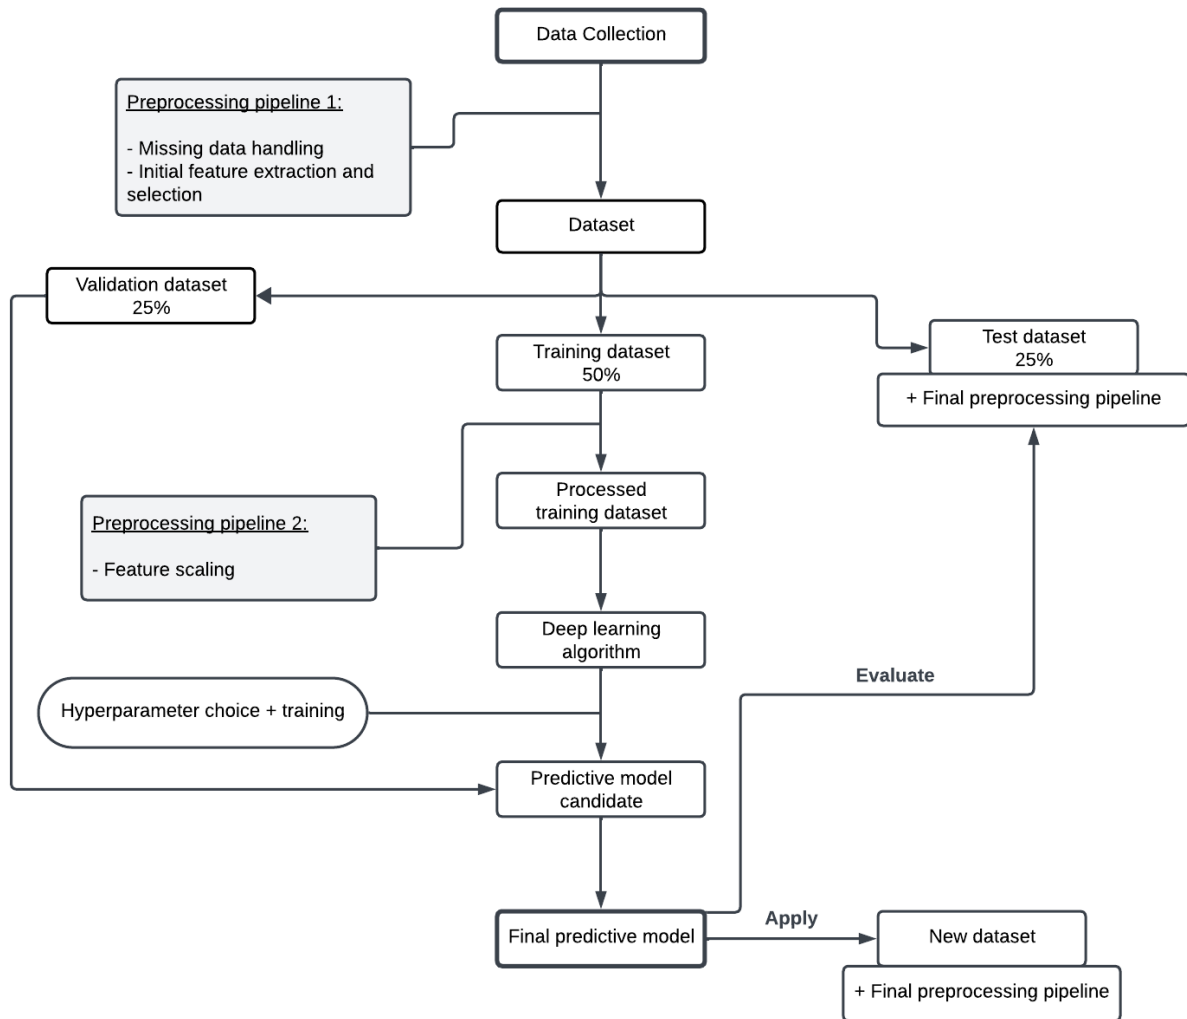 Data Collection
Preprocessing pipeline 1:
- Missing data handling
- Initial feature extraction and
selection
Dataset
Validation dataset
25%
Training dataset
50%
Test dataset
25%
+ Final preprocessing pipeline
Processed
training dataset
Preprocessing pipeline 2:
- Feature scaling
Deep learning
algorithm
Evaluate
Hyperparameter choice + training
Predictive model
candidate
Final predictive model
Apply
New dataset
+ Final preprocessing pipeline